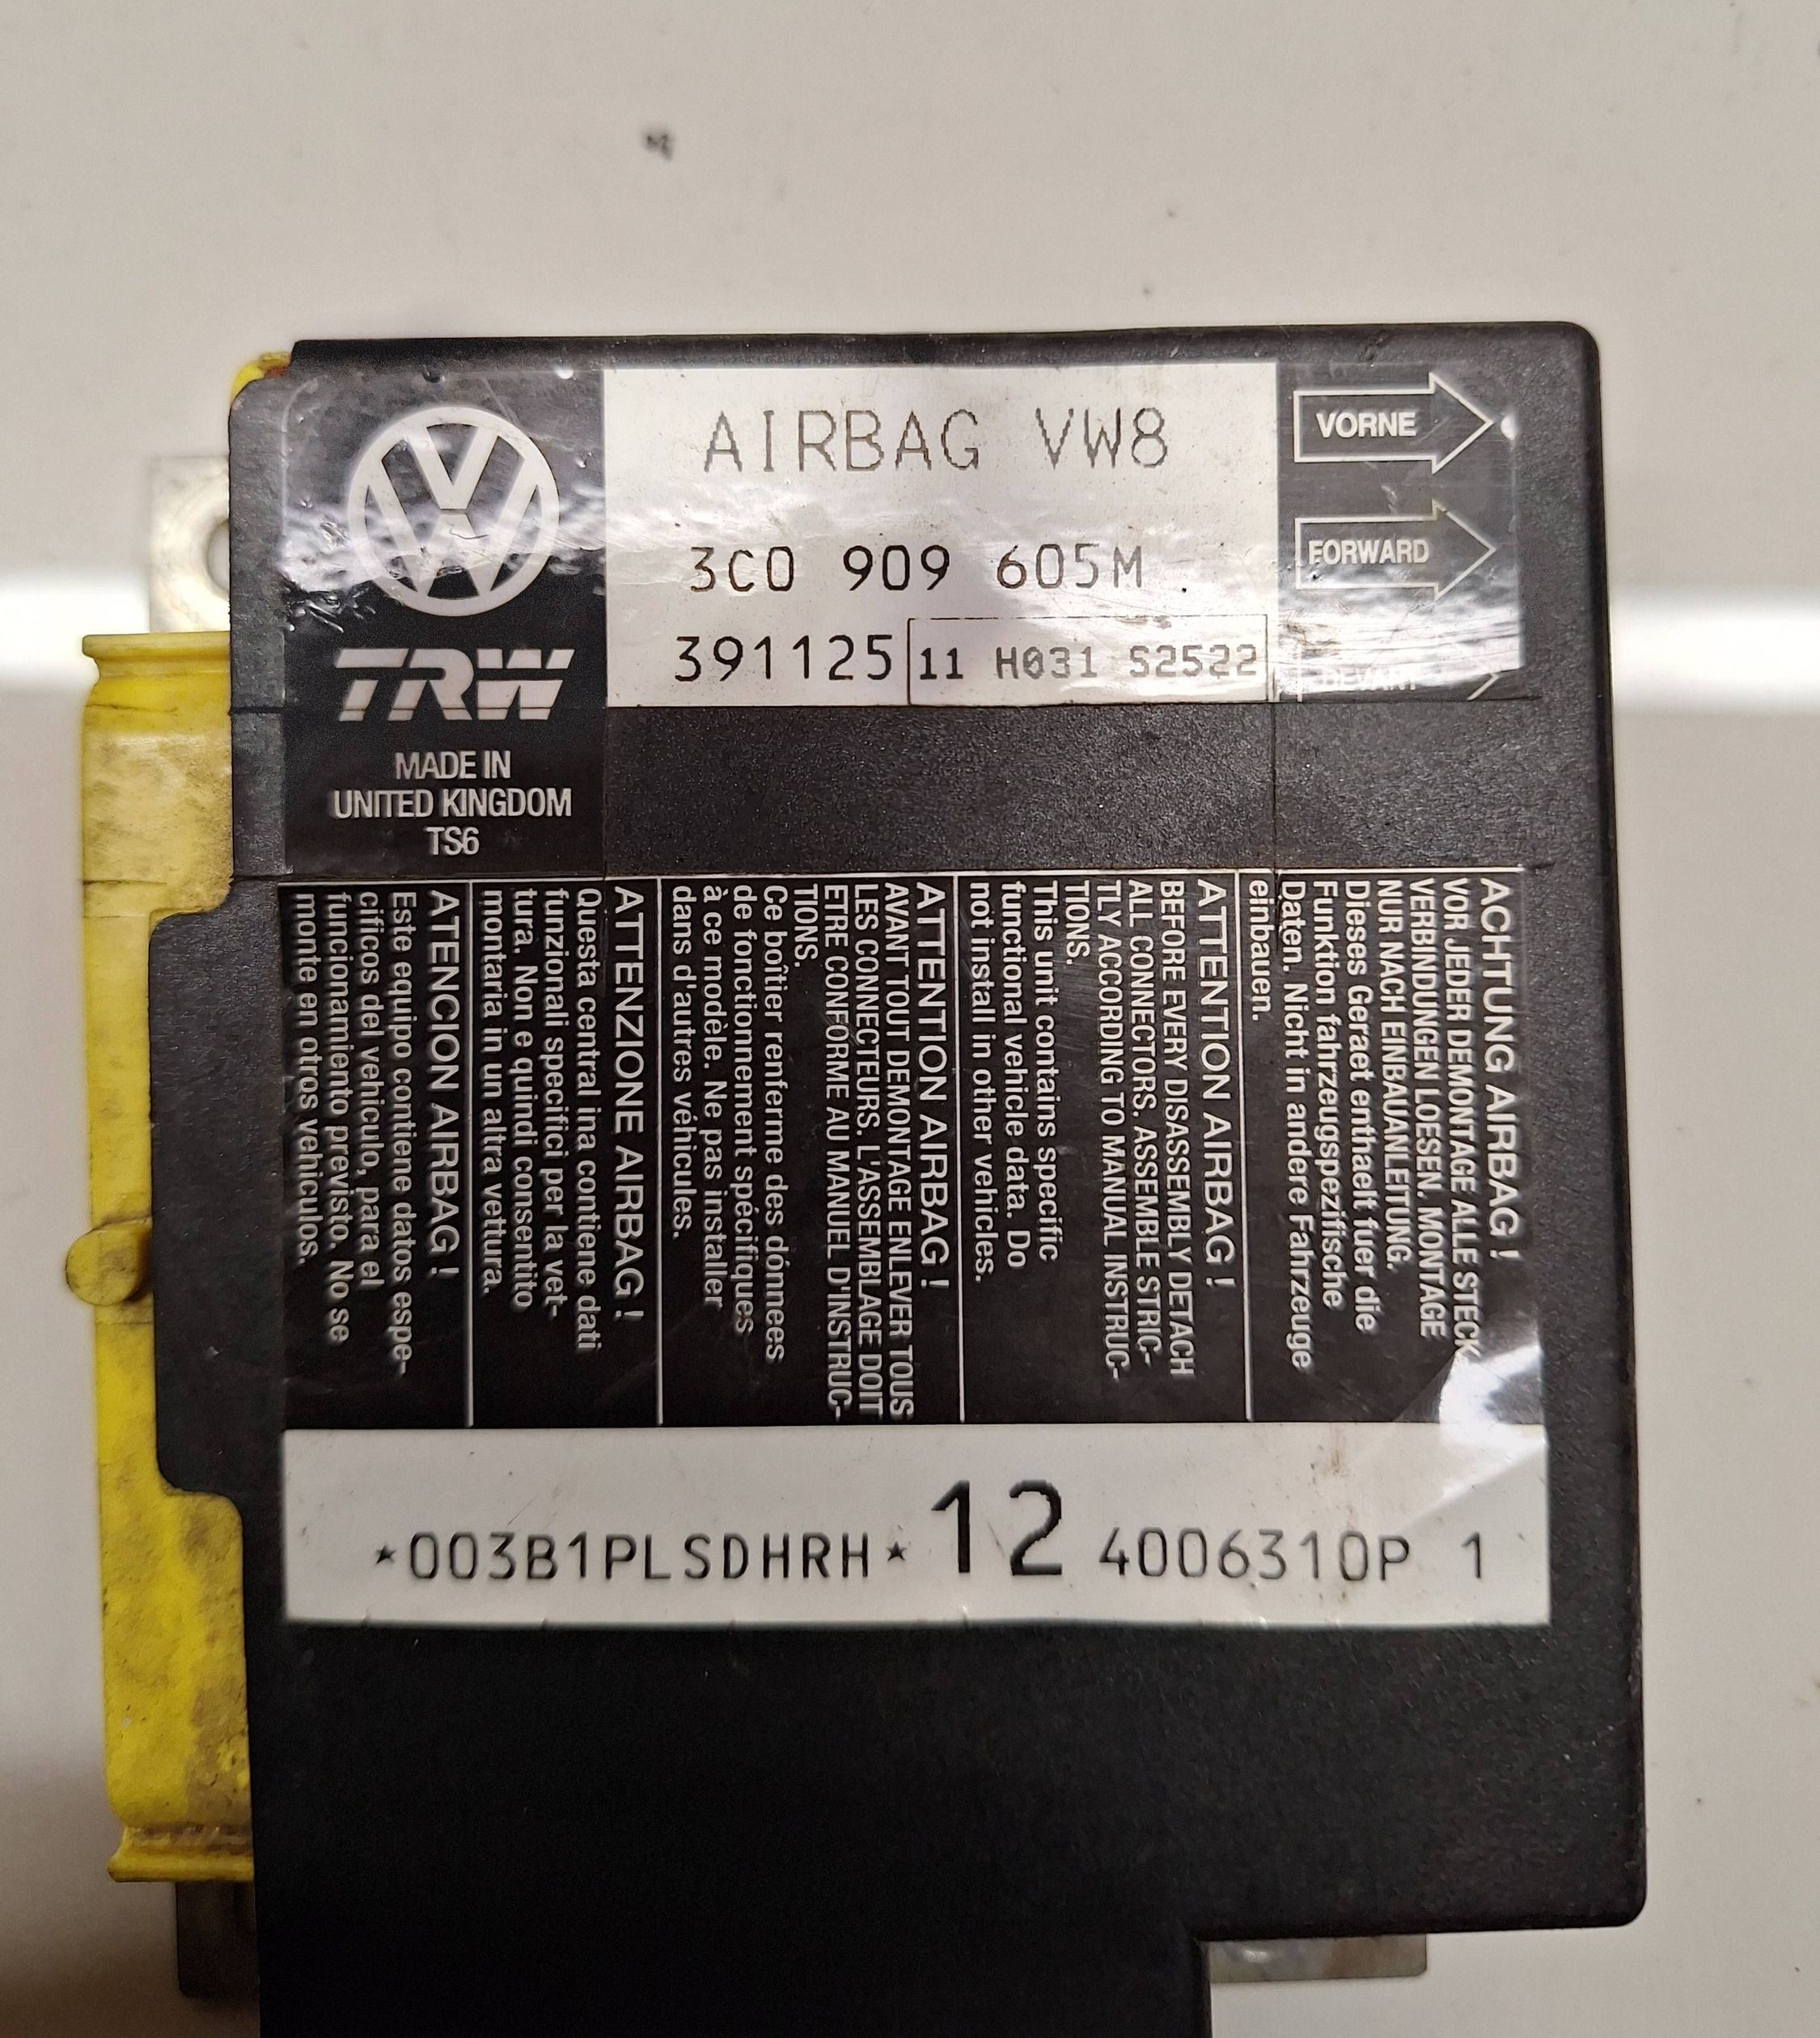 AIRBAG VW8
VORNE
FORWARD
3C0 909 605M
391125 11 H031 S2522
TRW
MADE IN
UNITED KINGDOM
TS6
ACHTUNG AIRBAG!
VOR JEDER DEMONTAGE ALLE STECK
VERBINDUNGEN LOESEN. MONTAGE
NUR NACH EINBAUANLEITUNG.
Dieses Geraet enthaelt fuer die
Funktion fahrzeugspezifische
Daten. Nicht in andere Fahrzeuge
einbauen.
ATTENTION AIRBAG!
BEFORE EVERY DISASSEMBLY DETACH
ALL CONNECTORS. ASSEMBLE STRIC-
TLY ACCORDING TO MANUAL INSTRUC-
TIONS.
This unit contains specific
functional vehicle data. Do
not install in other vehicles.
ATTENTION AIRBAG!
AVANT TOUT DEMONTAGE ENLEVER TOUS
LES CONNECTEURS. L'ASSEMBLAGE DOIT
ETRE CONFORME AU MANUEL D'INSTRUC-
TIONS.
Ce boîtier renferme des dónnées
de fonctionnement spécifiques
à ce modèle. Ne pas installer
dans d'autres véhicules.
ATTENZIONE AIRBAG!
Questa central ina contiene dati
funzionali specifici per la vet-
tura. Non e quindi consentito
montaria in un altra vettura.
ATENCION AIRBAG!
Este equipo contiene datos espe-
cificos del vehiculo, para el
funcionamiento previsto. No se
monte en otros vehiculos.
*003B1PLSDHRH* 12 4006310P 1